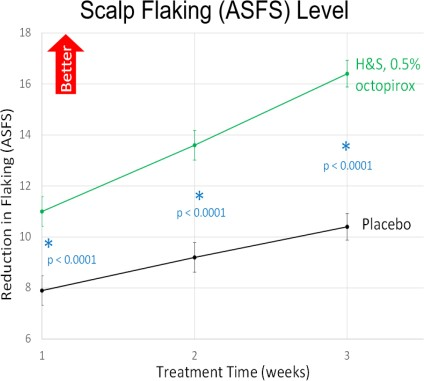 Scalp Flaking (ASFS) Level
Reduction in Flaking (ASFS)
18
16
14
12
10
8
6
Better
H&S, 0.5%
octopirox
*
p < 0.0001
*
p < 0.0001
*
p < 0.0001
Placebo
1
2
3
Treatment Time (weeks)